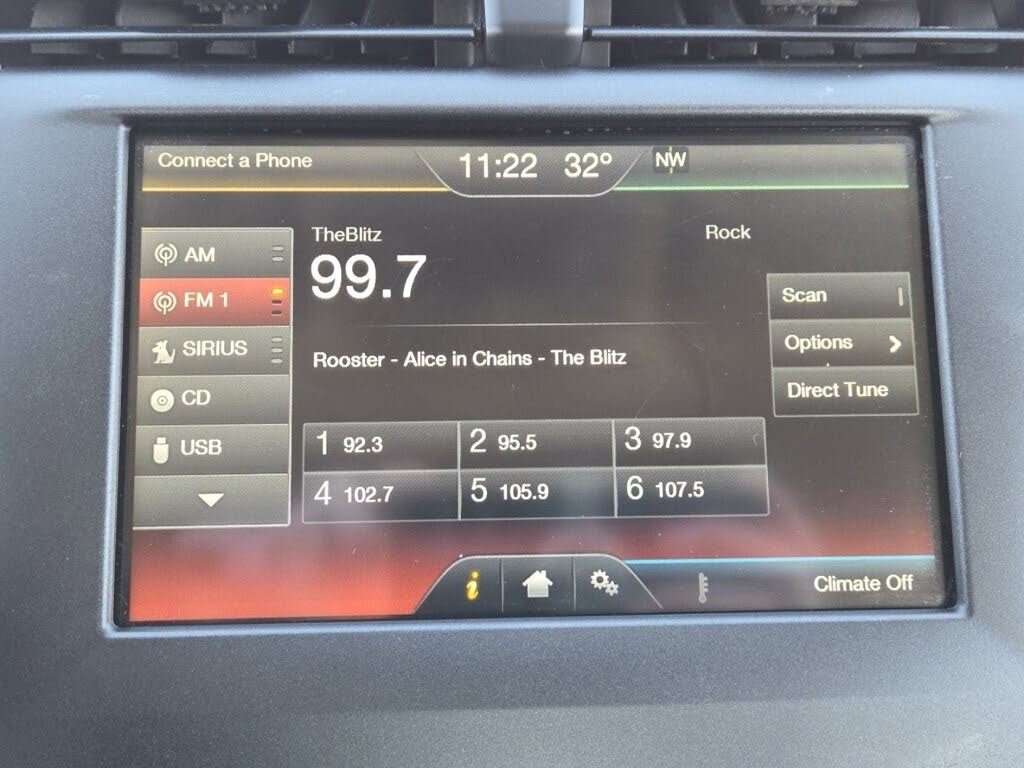 Connect a Phone
11:22 32°
NW
AM
FM 1
SIRIUS
CD
USB
TheBlitz
99.7
Rock
Rooster - Alice in Chains - The Blitz
Scan
Options
Direct Tune
1 92.3
2 95.5
3 97.9
4 102.7
5 105.9
6 107.5
i
Climate Off